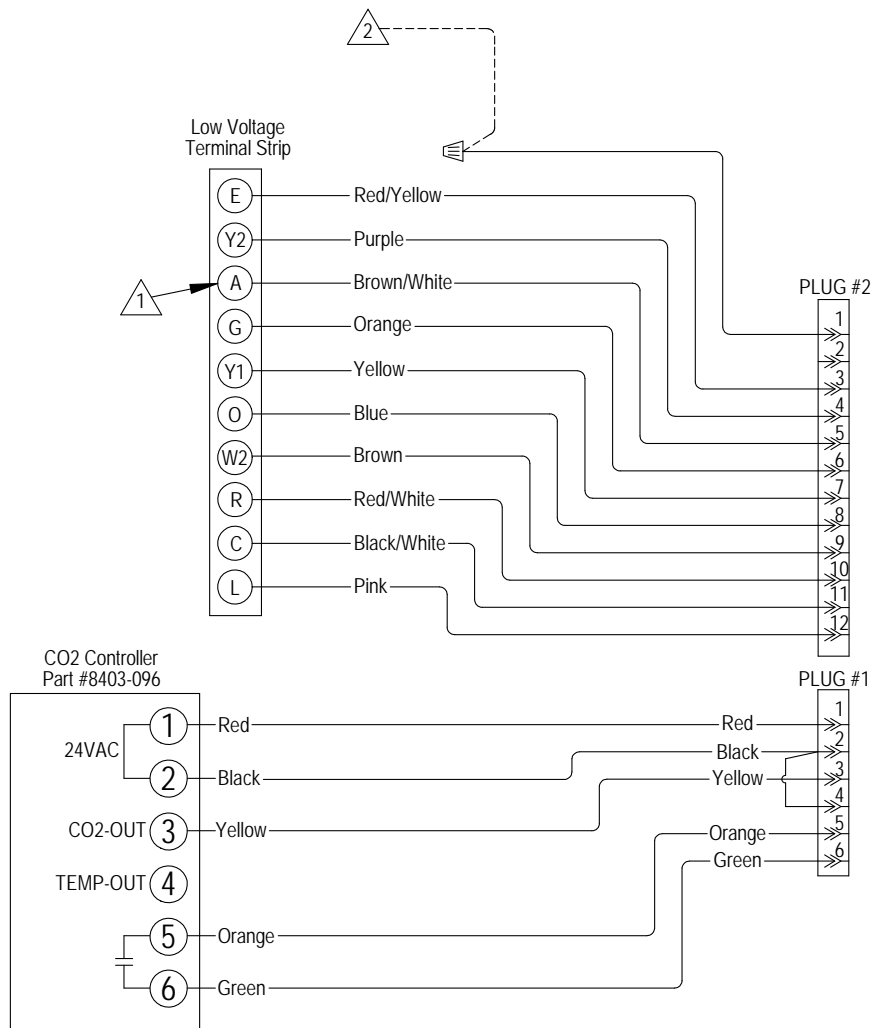 2
Low Voltage
Terminal Strip
E Red/Yellow
Y2 Purple
A Brown/White
1
G Orange
Y1 Yellow
O Blue
W2 Brown
R Red/White
C Black/White
L Pink
PLUG #2
1
2
3
4
5
6
7
8
9
10
11
12
CO2 Controller
Part #8403-096
24VAC
1 Red
2 Black
CO2-OUT 3 Yellow
TEMP-OUT 4
5 Orange
6 Green
PLUG #1
Red 1
Black 2
Yellow 3
4
Orange 5
Green 6